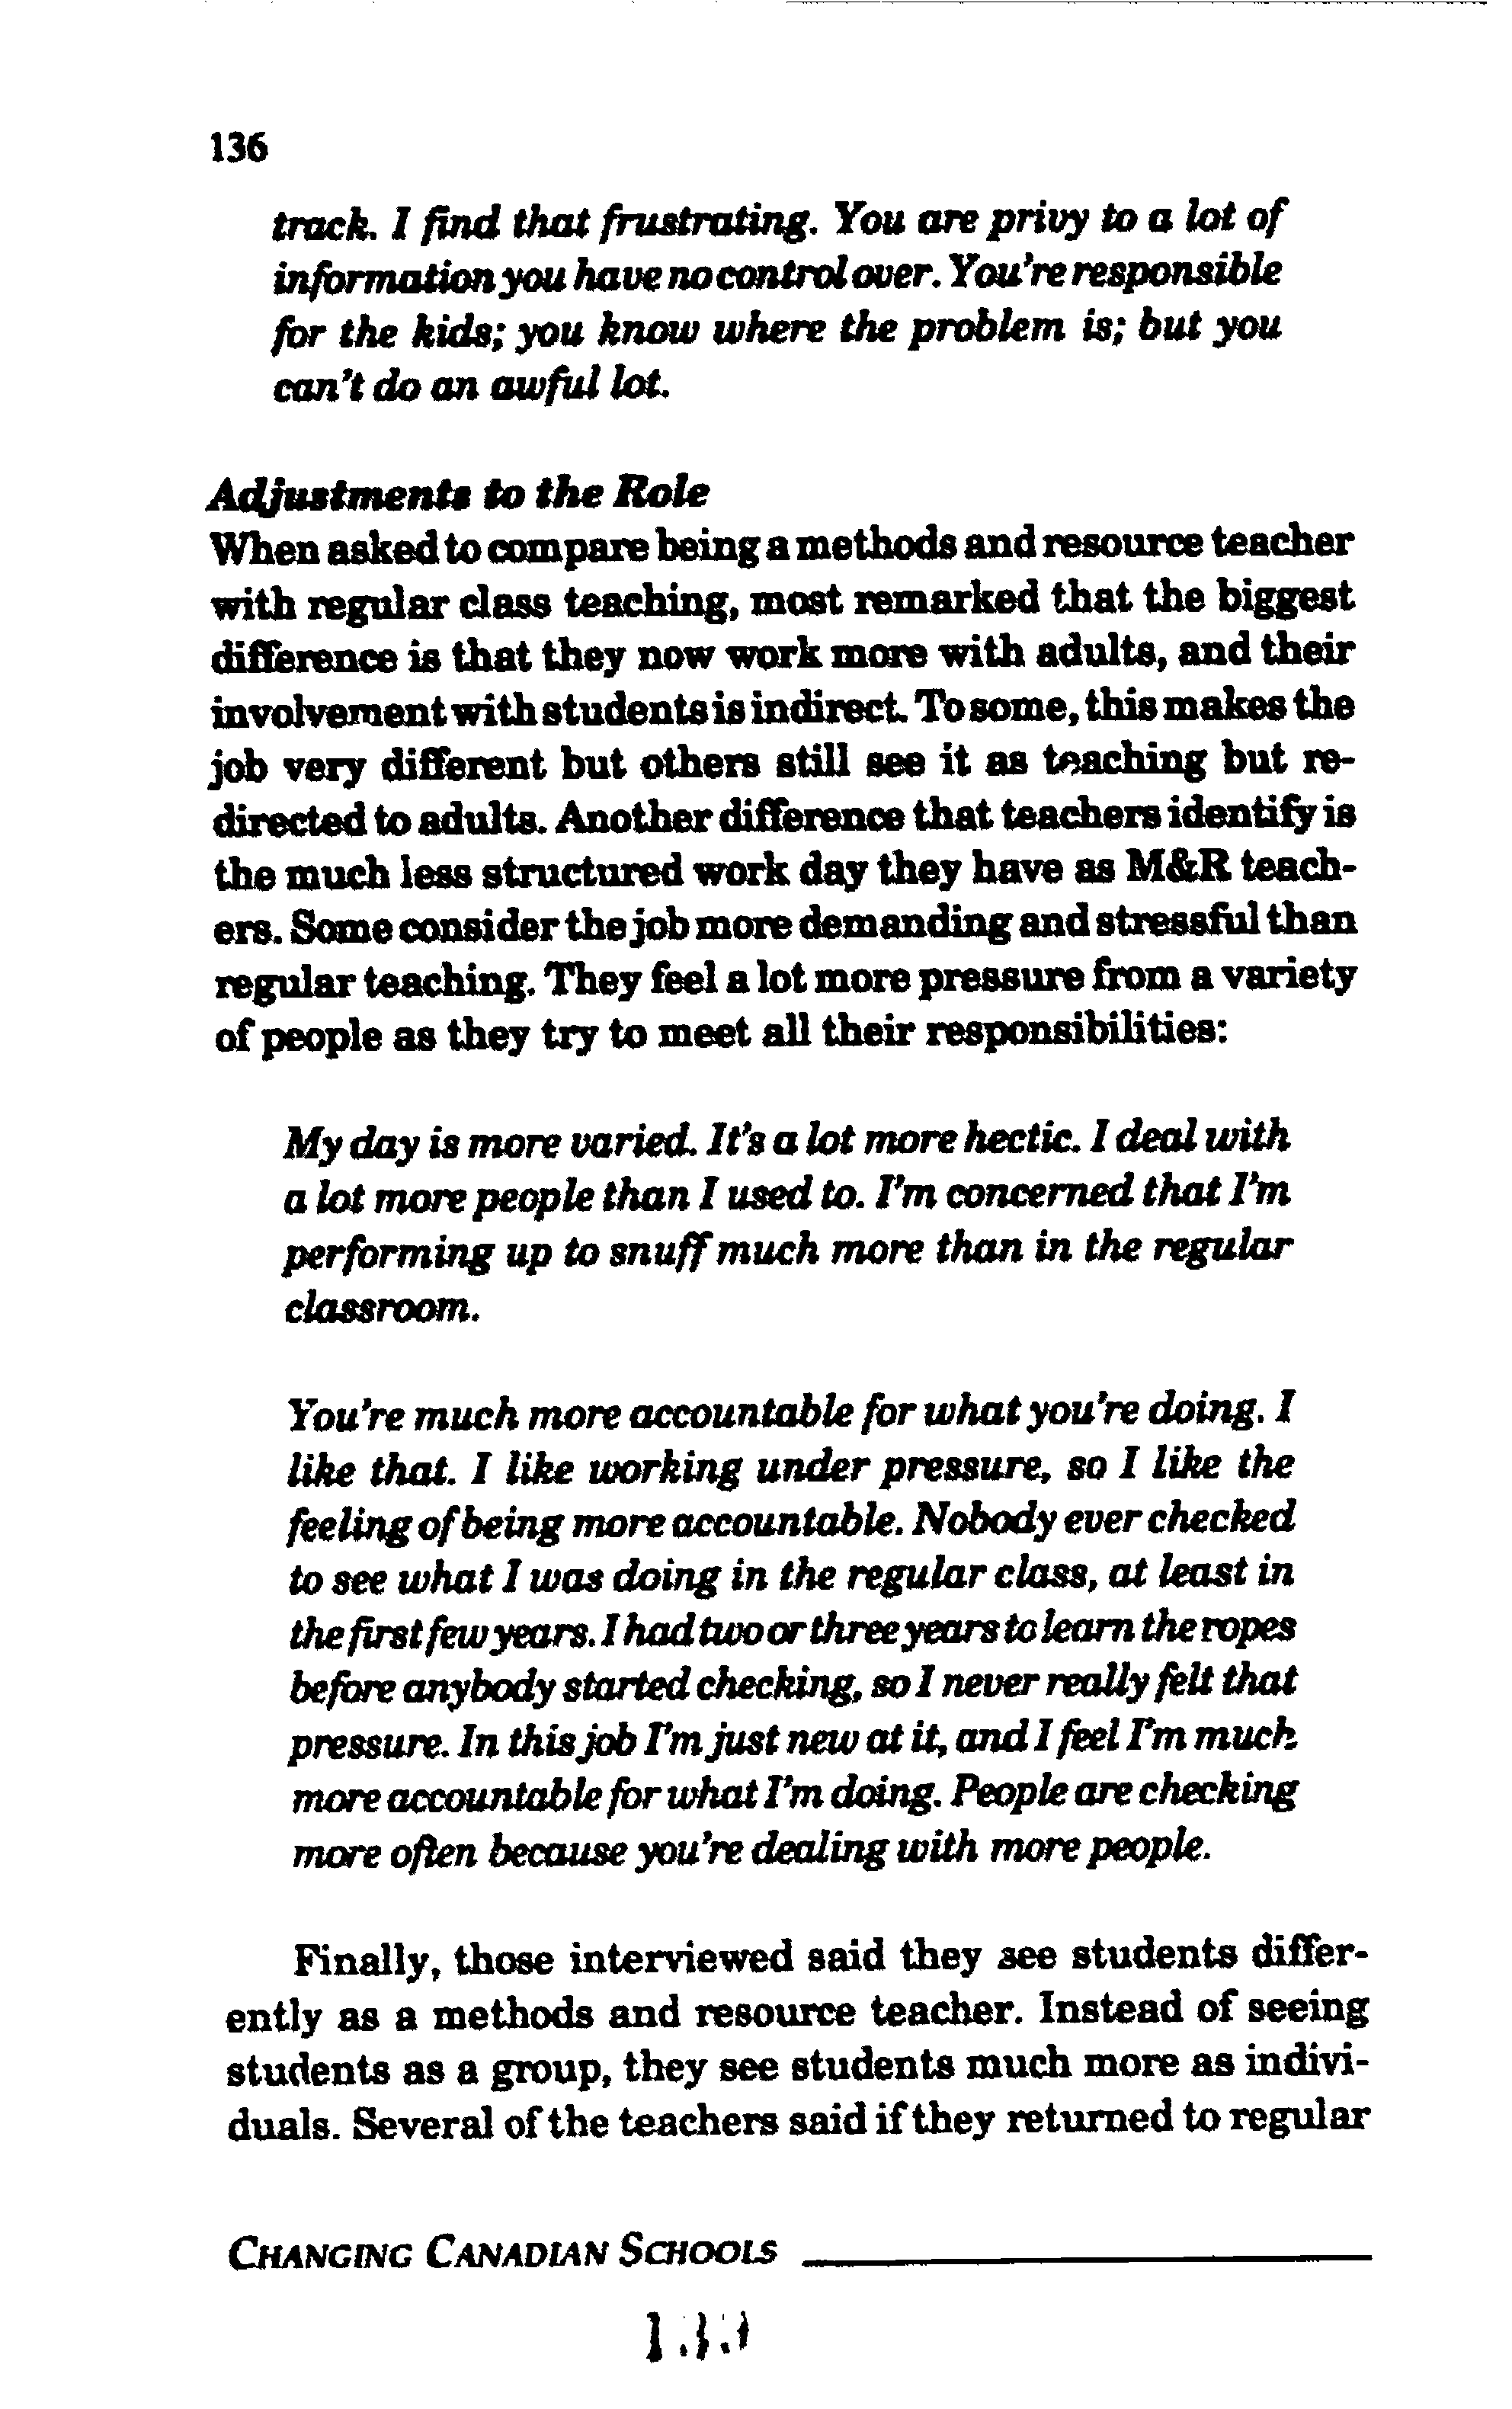 136
track. I find that frustrating. You are privy to a lot of
information you have no control over. You're responsible
for the kids; you know where the problem is; but you
can't do an awful lot.
Adjustments to the Role
When asked to compare being a methods and resource teacher
with regular class teaching, most remarked that the biggest
difference is that they now work more with adults, and their
involvement with students is indirect. To some, this makes the
job very different but others still see it as teaching but re-
directed to adults. Another difference that teachers identify is
the much less structured work day they have as M&R teach-
ers. Some consider the job more demanding and stressful than
regular teaching. They feel a lot more pressure from a variety
of people as they try to meet all their responsibilities:
My day is more varied. It's a lot more hectic. I deal with
a lot more people than I used to. I'm concerned that I'm
performing up to snuff much more than in the regular
classroom.
You're much more accountable for what you're doing. I
like that. I like working under pressure, so I like the
feeling of being more accountable. Nobody ever checked
to see what I was doing in the regular class, at least in
the first few years. I had two or three years to learn the ropes
before anybody started checking, so I never really felt that
pressure. In this job I'm just new at it, and I feel I'm much
more accountable for what I'm doing. People are checking
more often because you're dealing with more people.
Finally, those interviewed said they see students differ-
ently as a methods and resource teacher. Instead of seeing
students as a group, they see students much more as indivi-
duals. Several of the teachers said if they returned to regular
CHANGING CANADIAN SCHOOLS